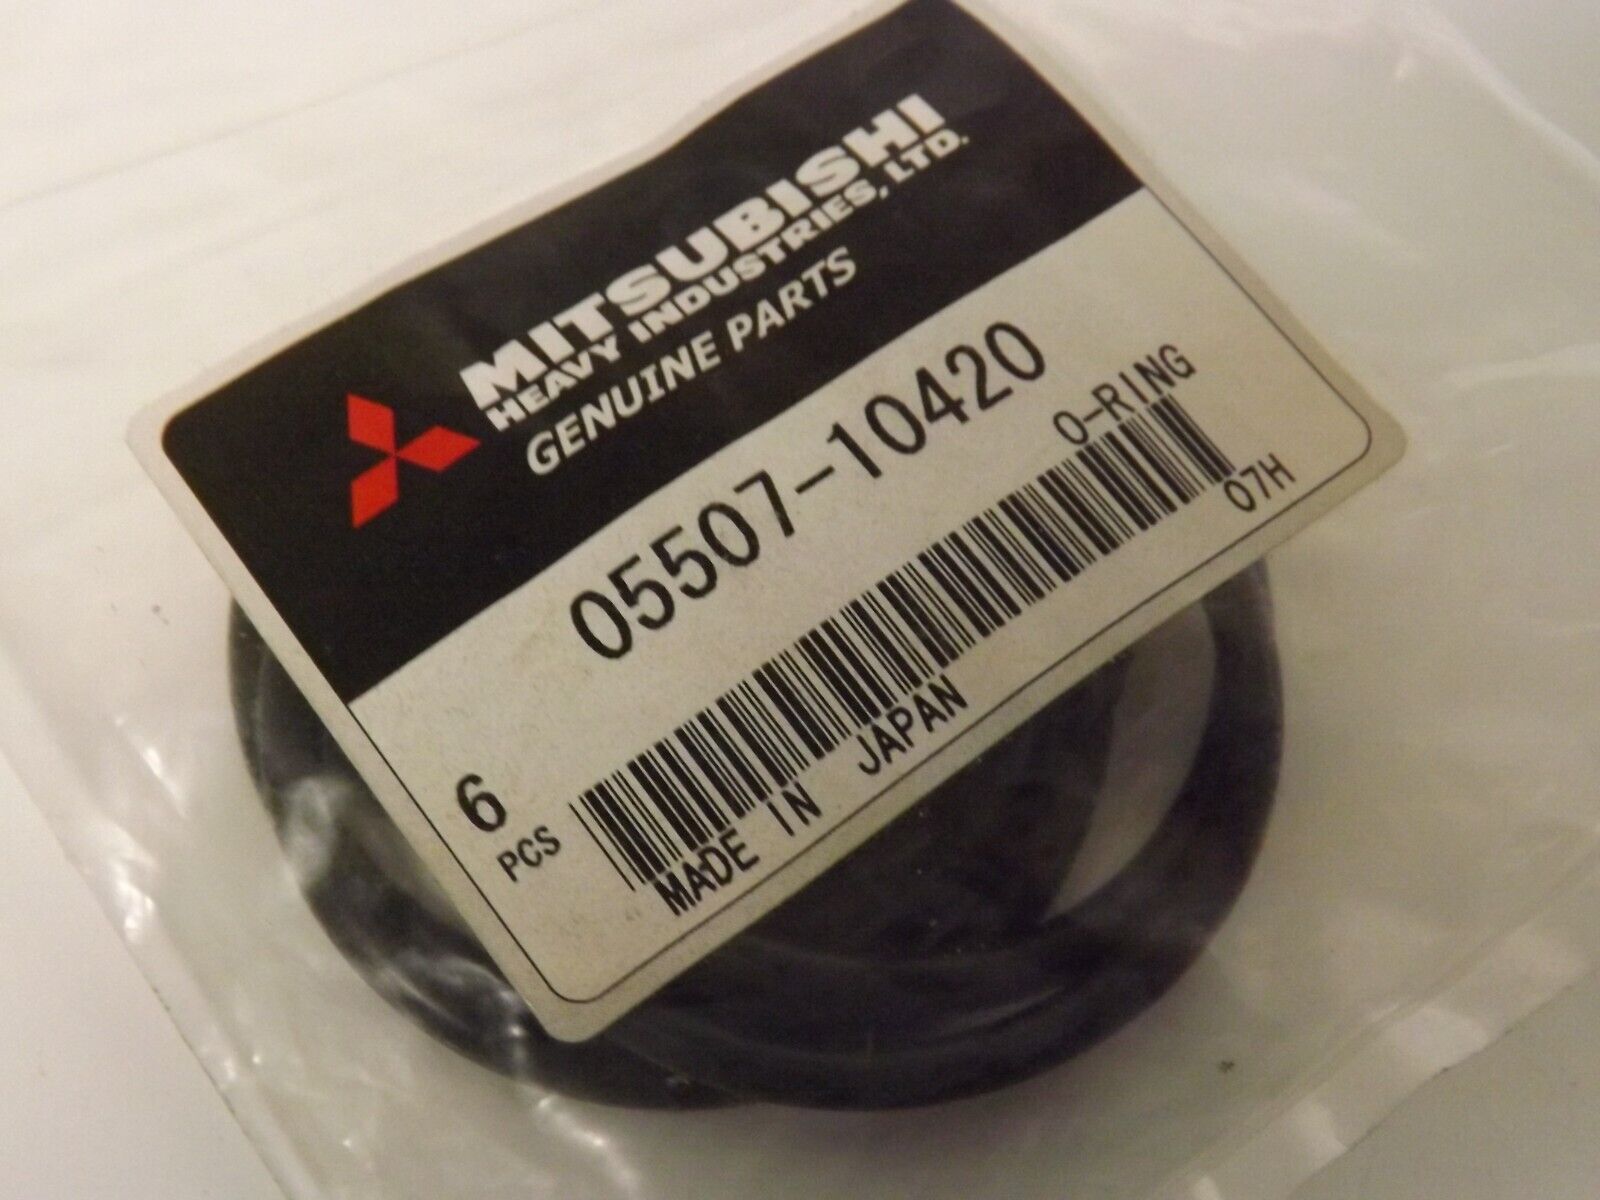 MITSUBISHI
HEAVY INDUSTRIES, LTD.
GENUINE PARTS
05507-10420
O-RING
07H
6
PCS
MADE IN JAPAN